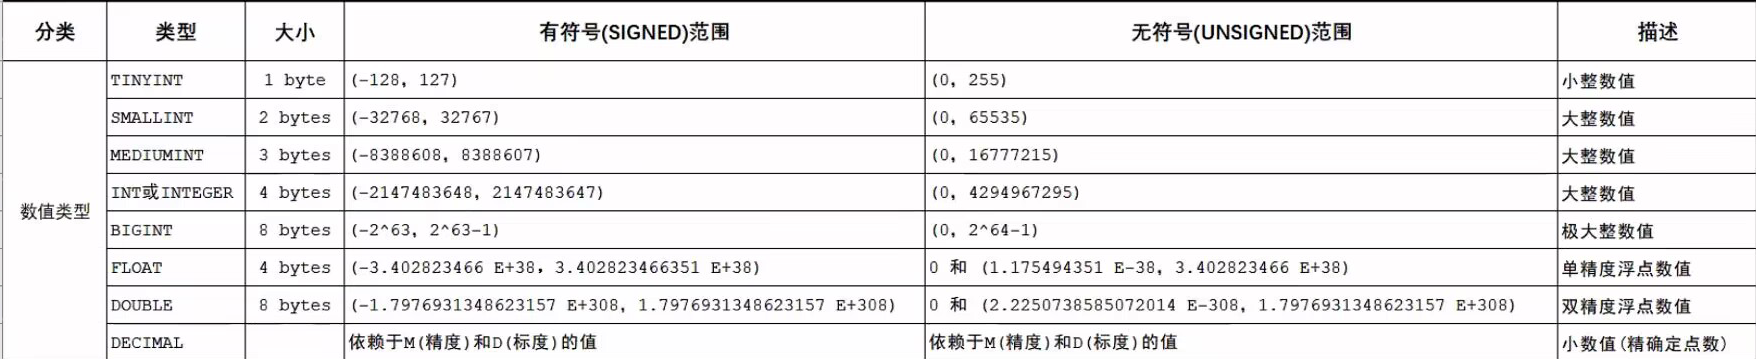 分类 类型 大小 有符号(SIGNED)范围 无符号(UNSIGNED)范围 描述
数值类型
TINYINT 1 byte (-128, 127) (0, 255) 小整数值
SMALLINT 2 bytes (-32768, 32767) (0, 65535) 大整数值
MEDIUMINT 3 bytes (-8388608, 8388607) (0, 16777215) 大整数值
INT或INTEGER 4 bytes (-2147483648, 2147483647) (0, 4294967295) 大整数值
BIGINT 8 bytes (-2^63, 2^63-1) (0, 2^64-1) 极大整数值
FLOAT 4 bytes (-3.402823466 E+38, 3.402823466351 E+38) 0 和 (1.175494351 E-38, 3.402823466 E+38) 单精度浮点数值
DOUBLE 8 bytes (-1.7976931348623157 E+308, 1.7976931348623157 E+308) 0 和 (2.2250738585072014 E-308, 1.7976931348623157 E+308) 双精度浮点数值
DECIMAL 依赖于M(精度)和D(标度)的值 依赖于M(精度)和D(标度)的值 小数值(精确定点数)